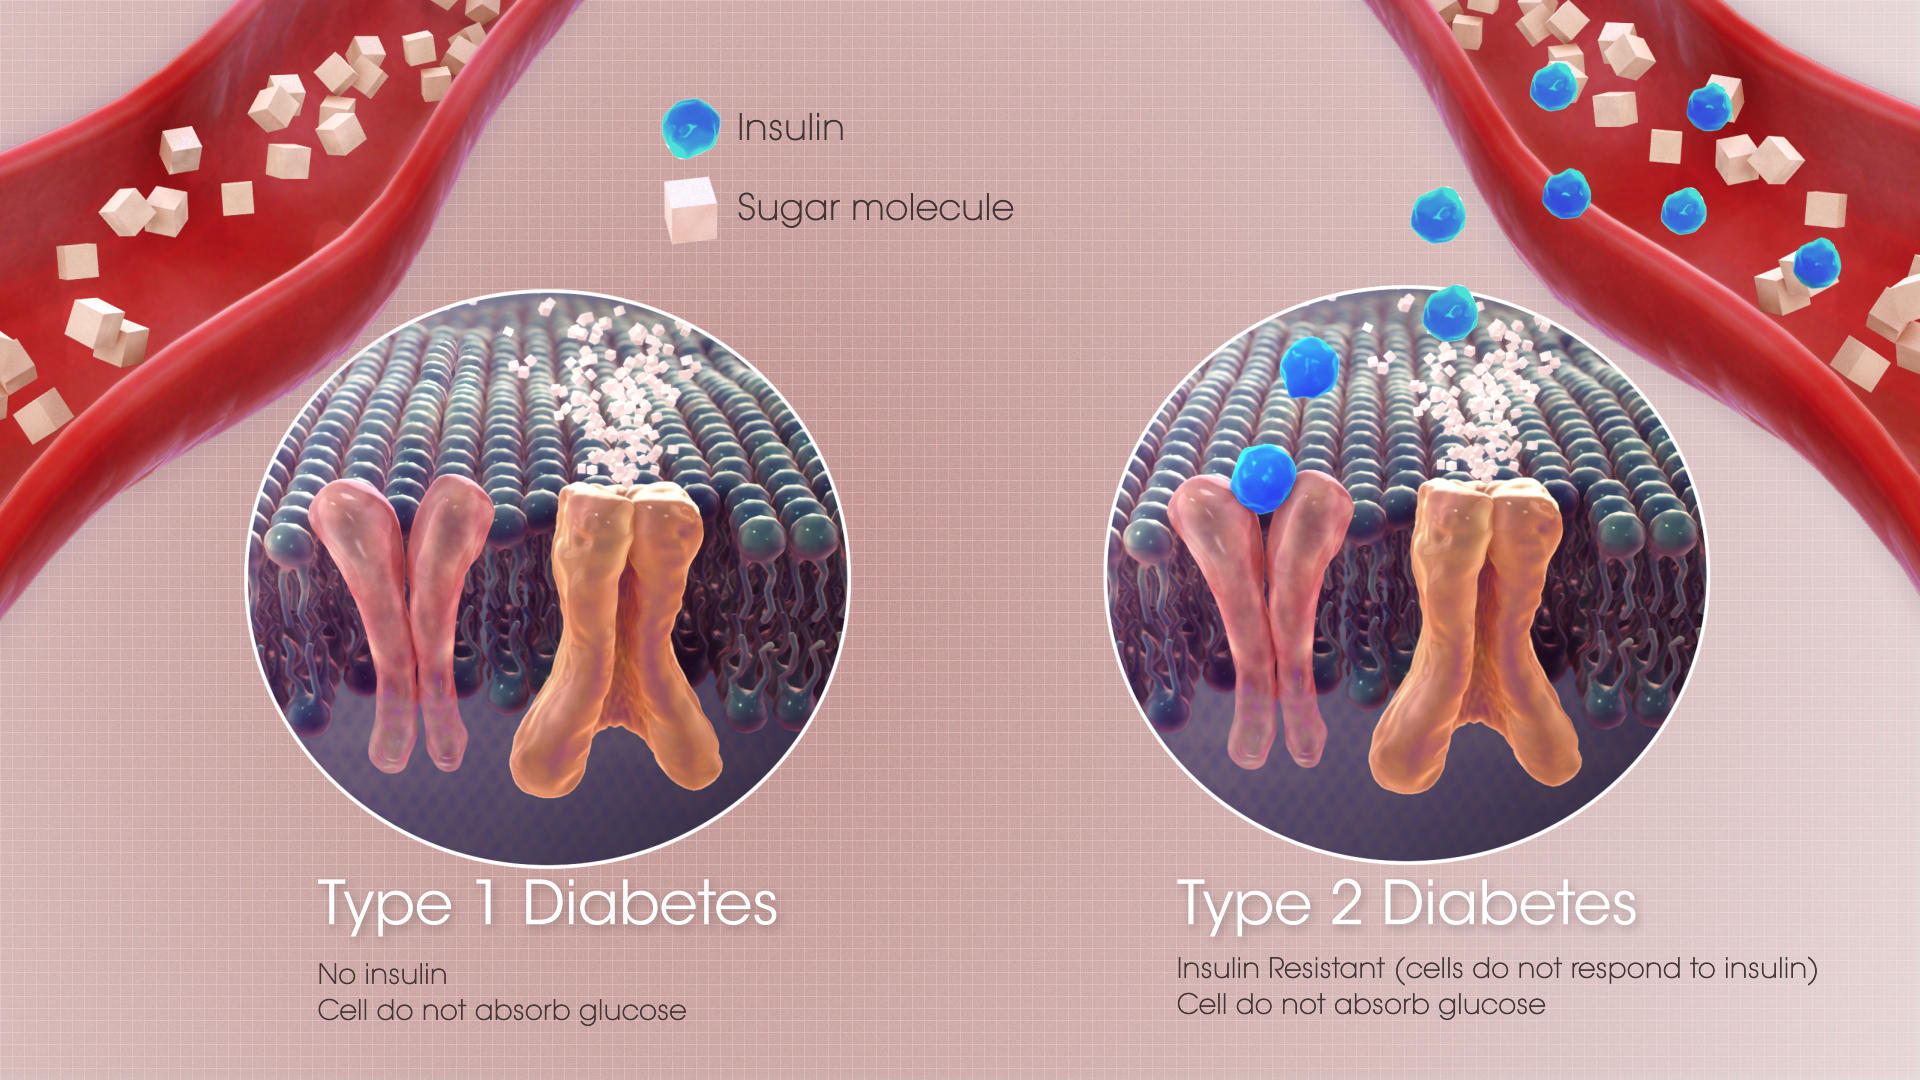 Insulin
Sugar molecule
Type 1 Diabetes
No insulin
Cell do not absorb glucose
Type 2 Diabetes
Insulin Resistant (cells do not respond to insulin)
Cell do not absorb glucose